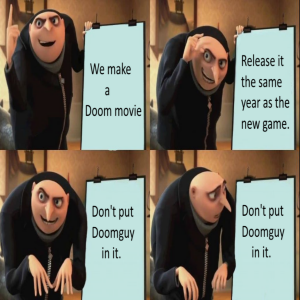 We make
a
Doom movie
Release it
the same
year as the
new game.
Don't put
Doomguy
in it.
Don't put
Doomguy
in it.